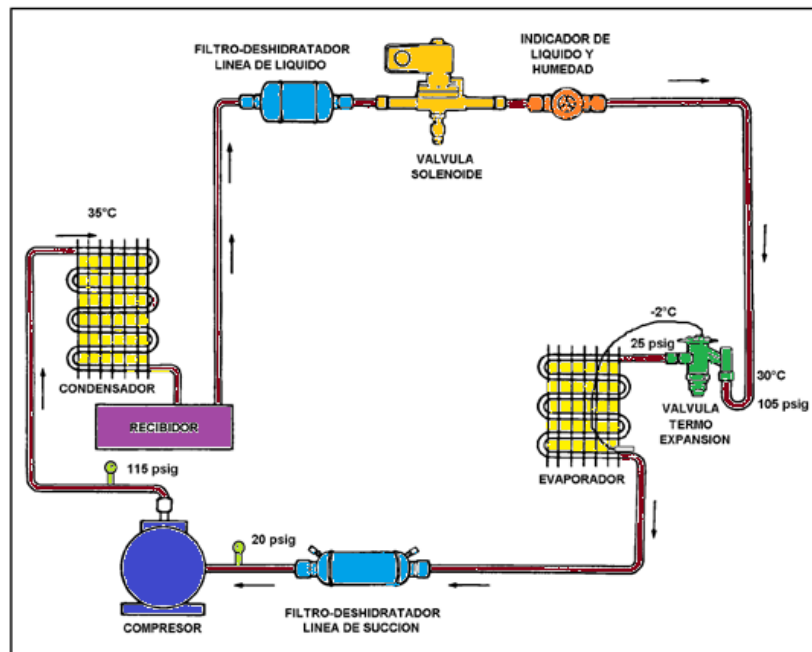 FILTRO-DESHIDRATADOR
LINEA DE LIQUIDO
INDICADOR DE
LIQUIDO Y
HUMEDAD
VALVULA
SOLENOIDE
35°C
CONDENSADOR
RECIBIDOR
-2°C
25 psig
30°C
105 psig
VALVULA
TERMO
EXPANSION
EVAPORADOR
115 psig
20 psig
COMPRESOR
FILTRO-DESHIDRATADOR
LINEA DE SUCCION